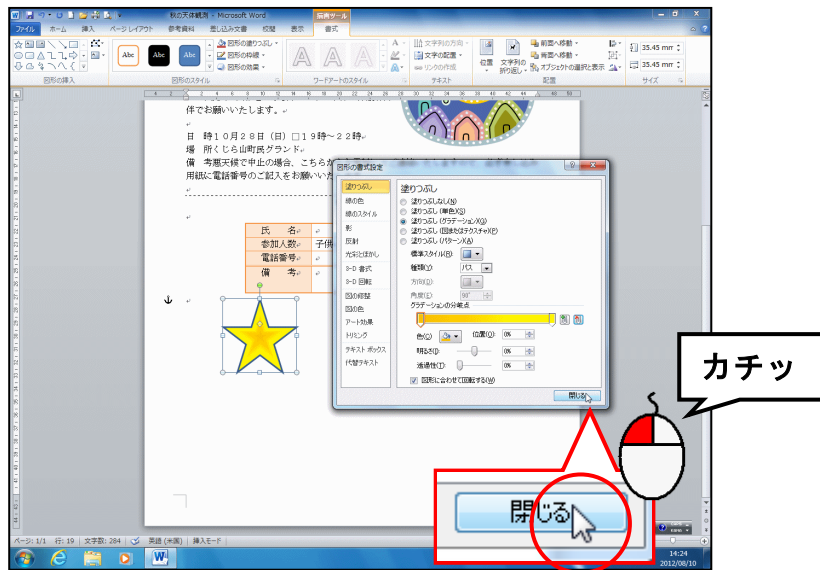 秋の天体観測 - Microsoft Word 描画ツール
ファイル ホーム 挿入 ページ レイアウト 参考資料 差し込み文書 校閲 表示 書式
Abc Abc Abc
図形の塗りつぶし
図形の枠線
図形の効果
文字列の方向
文字の配置
リンクの作成
位置 文字列の折り返し
前面へ移動
背面へ移動
オブジェクトの選択と表示
35.45 mm
35.45 mm
図形の挿入 図形のスタイル ワードアートのスタイル テキスト 配置 サイズ
伴でお願いいたします。
日 時10月28日(日)□19時~22時
場 所くじら山町民グランド
備 考悪天候で中止の場合、こちらか
用紙に電話番号のご記入をお願いいた
氏 名
参加人数 子供
電話番号
備 考
図形の書式設定
塗りつぶし
線の色
線のスタイル
影
反射
光彩とぼかし
3-D 書式
3-D 回転
図の修整
図の色
アート効果
トリミング
テキスト ボックス
代替テキスト
塗りつぶし
塗りつぶしなし(N)
塗りつぶし (単色)(S)
塗りつぶし (グラデーション)(G)
塗りつぶし (図またはテクスチャ)(P)
塗りつぶし (パターン)(A)
標準スタイル(R)
種類(Y): パス
方向(D):
角度(E): 90°
グラデーションの分岐点
色(C) 位置(O): 0%
明るさ(I): 0%
透過性(T): 0%
図形に合わせて回転する(W)
閉じる
カチッ
閉じる
ページ: 1/1 行: 19 文字数: 284 英語 (米国) 挿入モード
14:24
2012/08/10